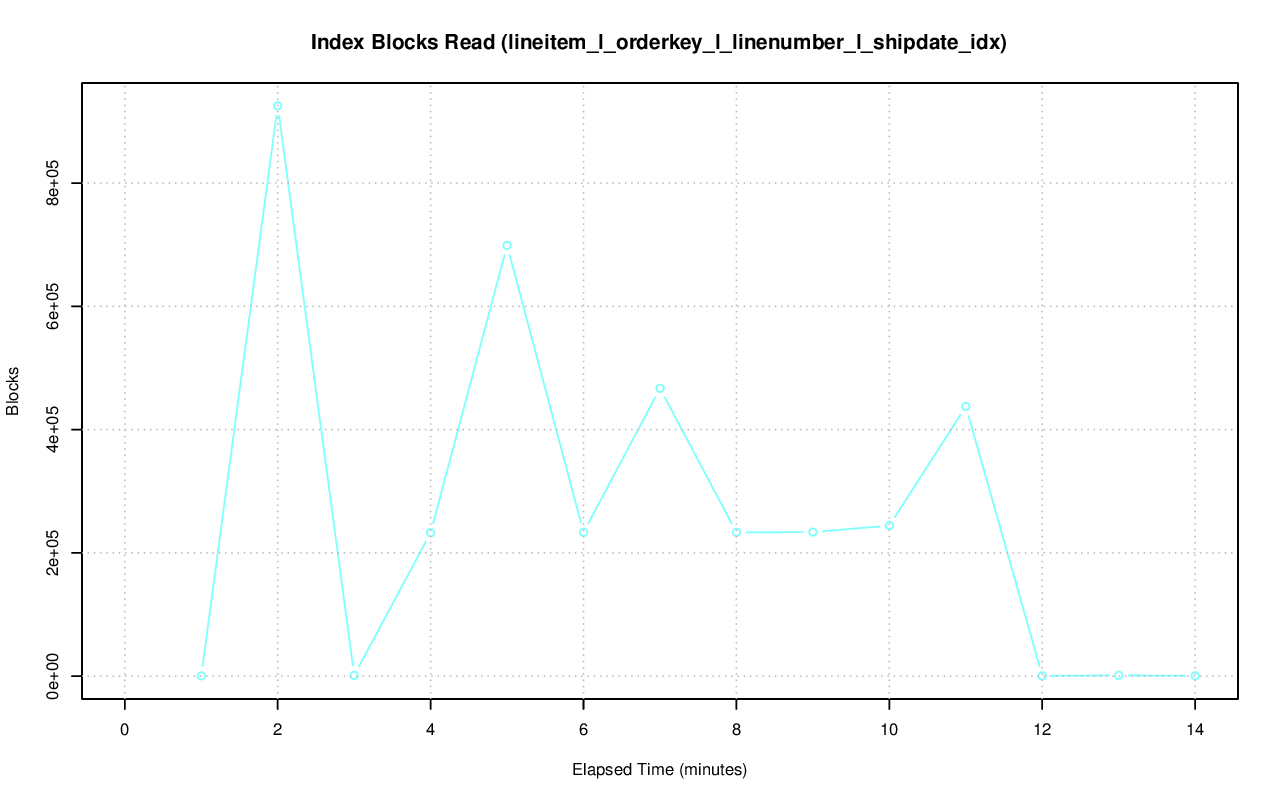 Index Blocks Read (lineitem_l_orderkey_l_linenumber_l_shipdate_idx)
Blocks
8e+05
6e+05
4e+05
2e+05
0e+00
0 2 4 6 8 10 12 14
Elapsed Time (minutes)